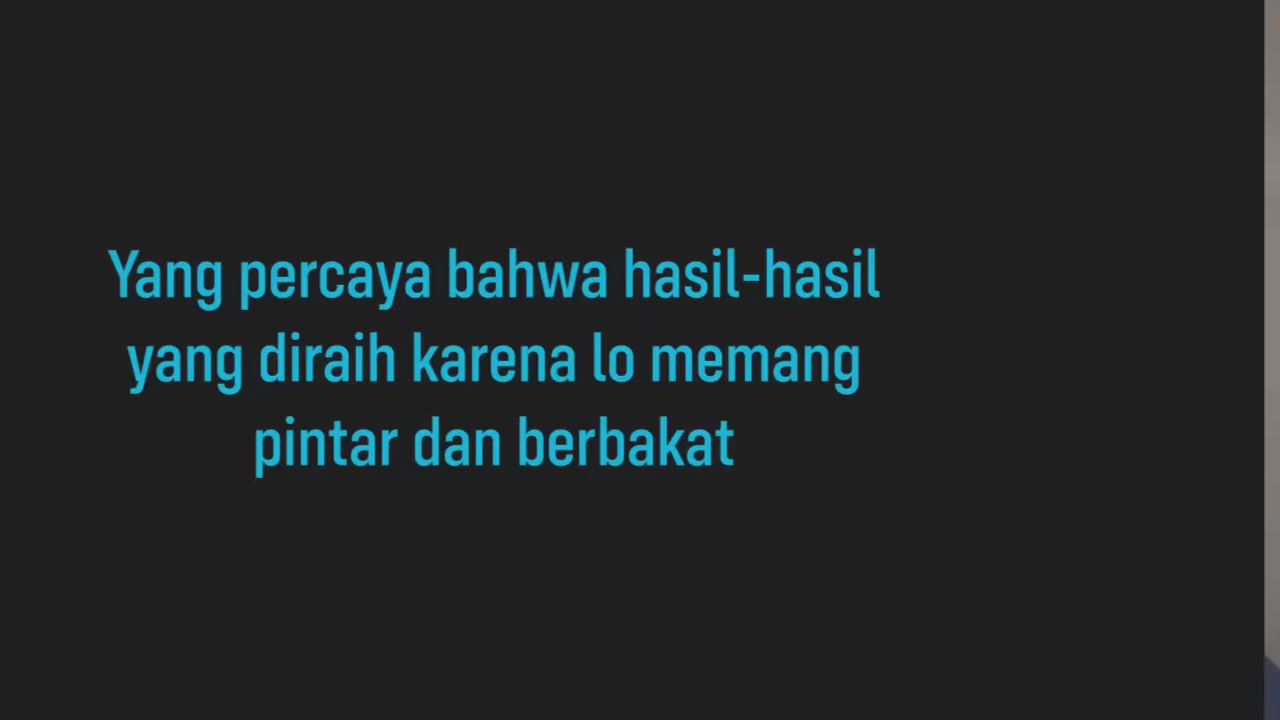 Yang percaya bahwa hasil-hasil
yang diraih karena lo memang
pintar dan berbakat